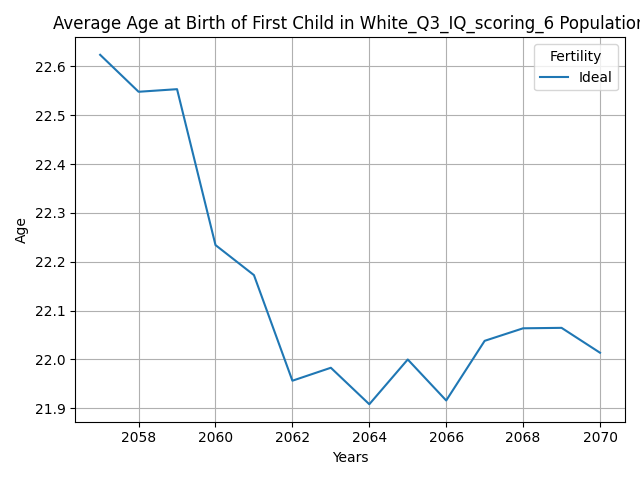 Average Age at Birth of First Child in White_Q3_IQ_scoring_6 Population
Fertility
Ideal
Age
22.6
22.5
22.4
22.3
22.2
22.1
22.0
21.9
2058 2060 2062 2064 2066 2068 2070
Years